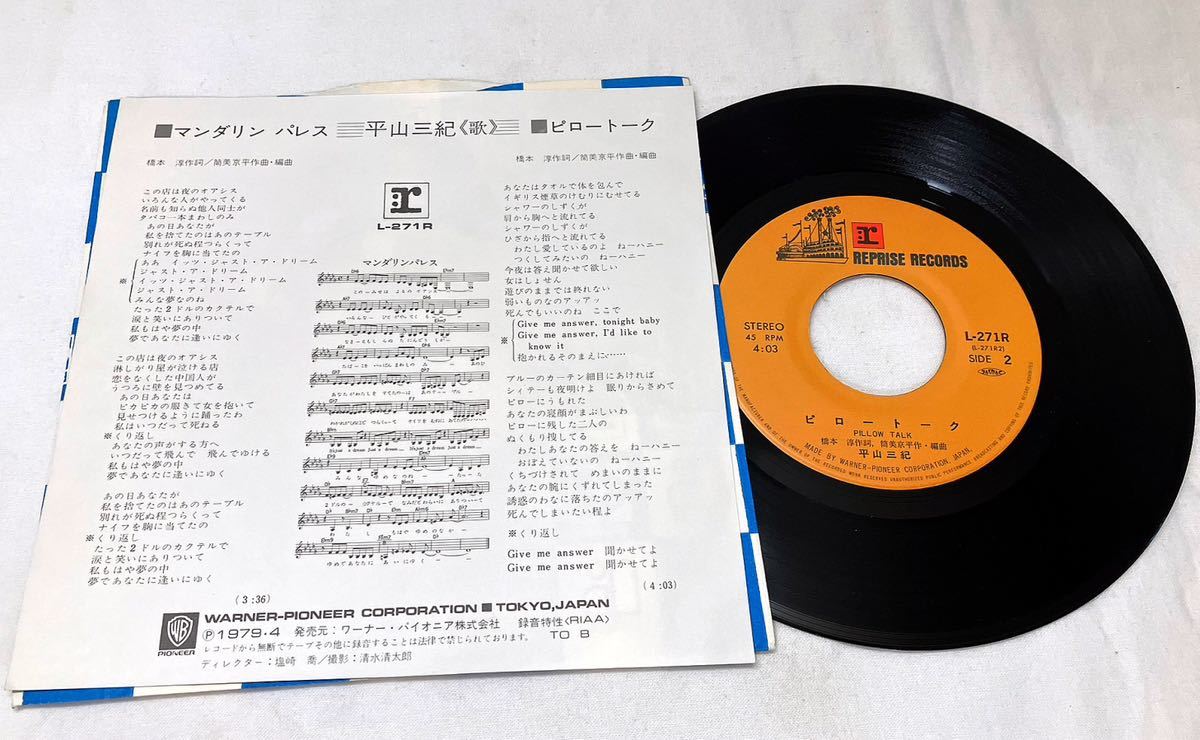 ■マンダリン パレス 平山三紀《歌》 ■ピロートーク
橋本 淳作詞/筒美京平作曲・編曲
この店は夜のオアシス
いろんな人がやってくる
名前も知らぬ他人同士が
タバコ一本まわしのみ
あの日あなたが
私を捨てたのはあのテーブル
別れが死ぬ程つらくって
ナイフを胸に当てたの
ああ イッツ・ジャスト・ア・ドリーム
ジャスト・ア・ドリーム
※イッツ・ジャスト・ア・ドリーム
ジャスト・ア・ドリーム
みんな夢なのね
たった2ドルのカクテルで
涙と笑いにありついて
私もはや夢の中
夢であなたに逢いにゆく
この店は夜のオアシス
淋しがり屋が泣ける店
恋をなくした中国人が
うつろに壁を見つめてる
あの日あなたは
ピカピカの服きて女を抱いて
見せつけるように踊ったわ
私はいつだって死ねる
※くり返し
あなたの声がする方へ
いつだって飛んで 飛んでゆける
私もはや夢の中
夢であなたに逢いにゆく
あの日あなたが
私を捨てたのはあのテーブル
別れが死ぬ程つらくって
ナイフを胸に当てたの
※くり返し
たった2ドルのカクテルで
涙と笑いにありついて
私もはや夢の中
夢であなたに逢いにゆく
(3:36)
r
L-271R
マンダリンパレス
橋本 淳作詞/筒美京平作曲・編曲
あなたはタオルで体を包んで
イギリス煙草のけむりにむせてる
シャワーのしずくが
肩から胸へと流れてる
シャワーのしずくが
ひざから指へと流れてる
わたし愛しているのよ ねーハニー
つくしてみたいの ねーハニー
今夜は答え聞かせて欲しい
女はしょせん
遊びのままでは終れない
弱いものなのアッアッ
死んでもいいのね ここで
Give me answer, tonight baby
※Give me answer, I'd like to
know it
抱かれるそのまえに……
ブルーのカーテン細目にあければ
シィテーも夜明けよ 眠りからさめて
ピローにうもれた
あなたの寝顔がまぶしいわ
ピローに残した二人の
ぬくもり捜してる
わたしあなたの答えを ねーハニー
おぼえていないの ねーハニー
くちづけされて めまいのままに
あなたの腕にくずれてしまった
誘惑のわなに落ちたのアッアッ
死んでしまいたい程よ
※くり返し
Give me answer 聞かせてよ
Give me answer 聞かせてよ
(4:03)
WB
PIONEER
WARNER-PIONEER CORPORATION ■ TOKYO,JAPAN
Ⓟ1979・4 発売元:ワーナー・パイオニア株式会社 録音特性<RIAA>
レコードから無断でテープその他に録音することは法律で禁じられております。 TO 8
ディレクター:塩崎 喬/撮影:清水清太郎
r
REPRISE RECORDS
STEREO
45 RPM
4:03
L-271R
(L-271R2)
SIDE 2
ピロートーク
PILLOW TALK
橋本 淳作詞, 筒美京平作・編曲
平山三紀
MADE BY WARNER-PIONEER CORPORATION, JAPAN.